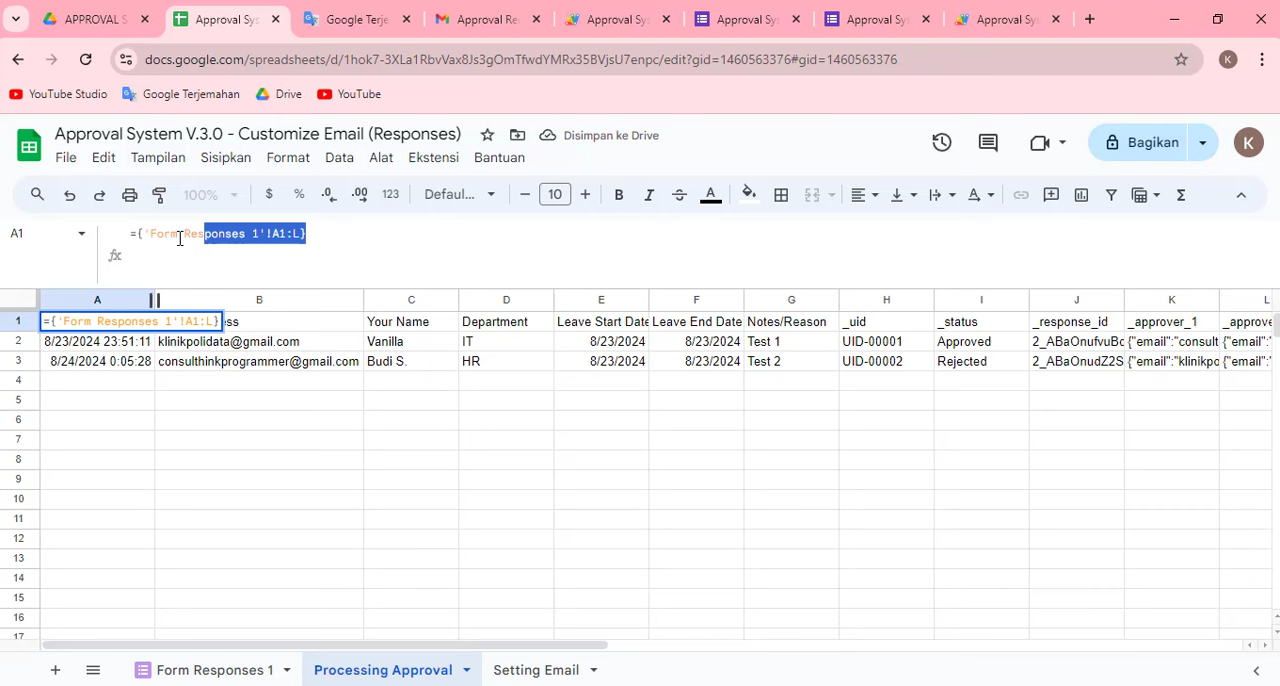 APPROVAL S
Approval Sys
Google Terje
Approval Re
Approval Sy
Approval Sys
Approval Sy
Approval Sy
docs.google.com/spreadsheets/d/1hok7-3XLa1RbvVax8Js3gOmTfwdYMRx35BVjsU7enpc/edit?gid=1460563376#gid=1460563376
K
YouTube Studio
Google Terjemahan
Drive
YouTube
Approval System V.3.0 - Customize Email (Responses)
Disimpan ke Drive
File Edit Tampilan Sisipkan Format Data Alat Ekstensi Bantuan
Bagikan
K
100% $ % .0 .00 123 Defaul... 10 B I A
A1
={'Form Responses 1'!A1:L}
A B C D E F G H I J K L
1 ={'Form Responses 1'!A1:L} ess Your Name Department Leave Start Date Leave End Date Notes/Reason _uid _status _response_id _approver_1 _approve
2 8/23/2024 23:51:11 klinkpolidata@gmail.com Vanilla IT 8/23/2024 8/23/2024 Test 1 UID-00001 Approved 2_ABaOnufvuBc {"email":"consult {"email":"
3 8/24/2024 0:05:28 consulthinkprogrammer@gmail.com Budi S. HR 8/23/2024 8/23/2024 Test 2 UID-00002 Rejected 2_ABaOnudZ2S {"email":"klinkpo {"email":"
4
5
6
7
8
9
10
11
12
13
14
15
16
17
Form Responses 1
Processing Approval
Setting Email